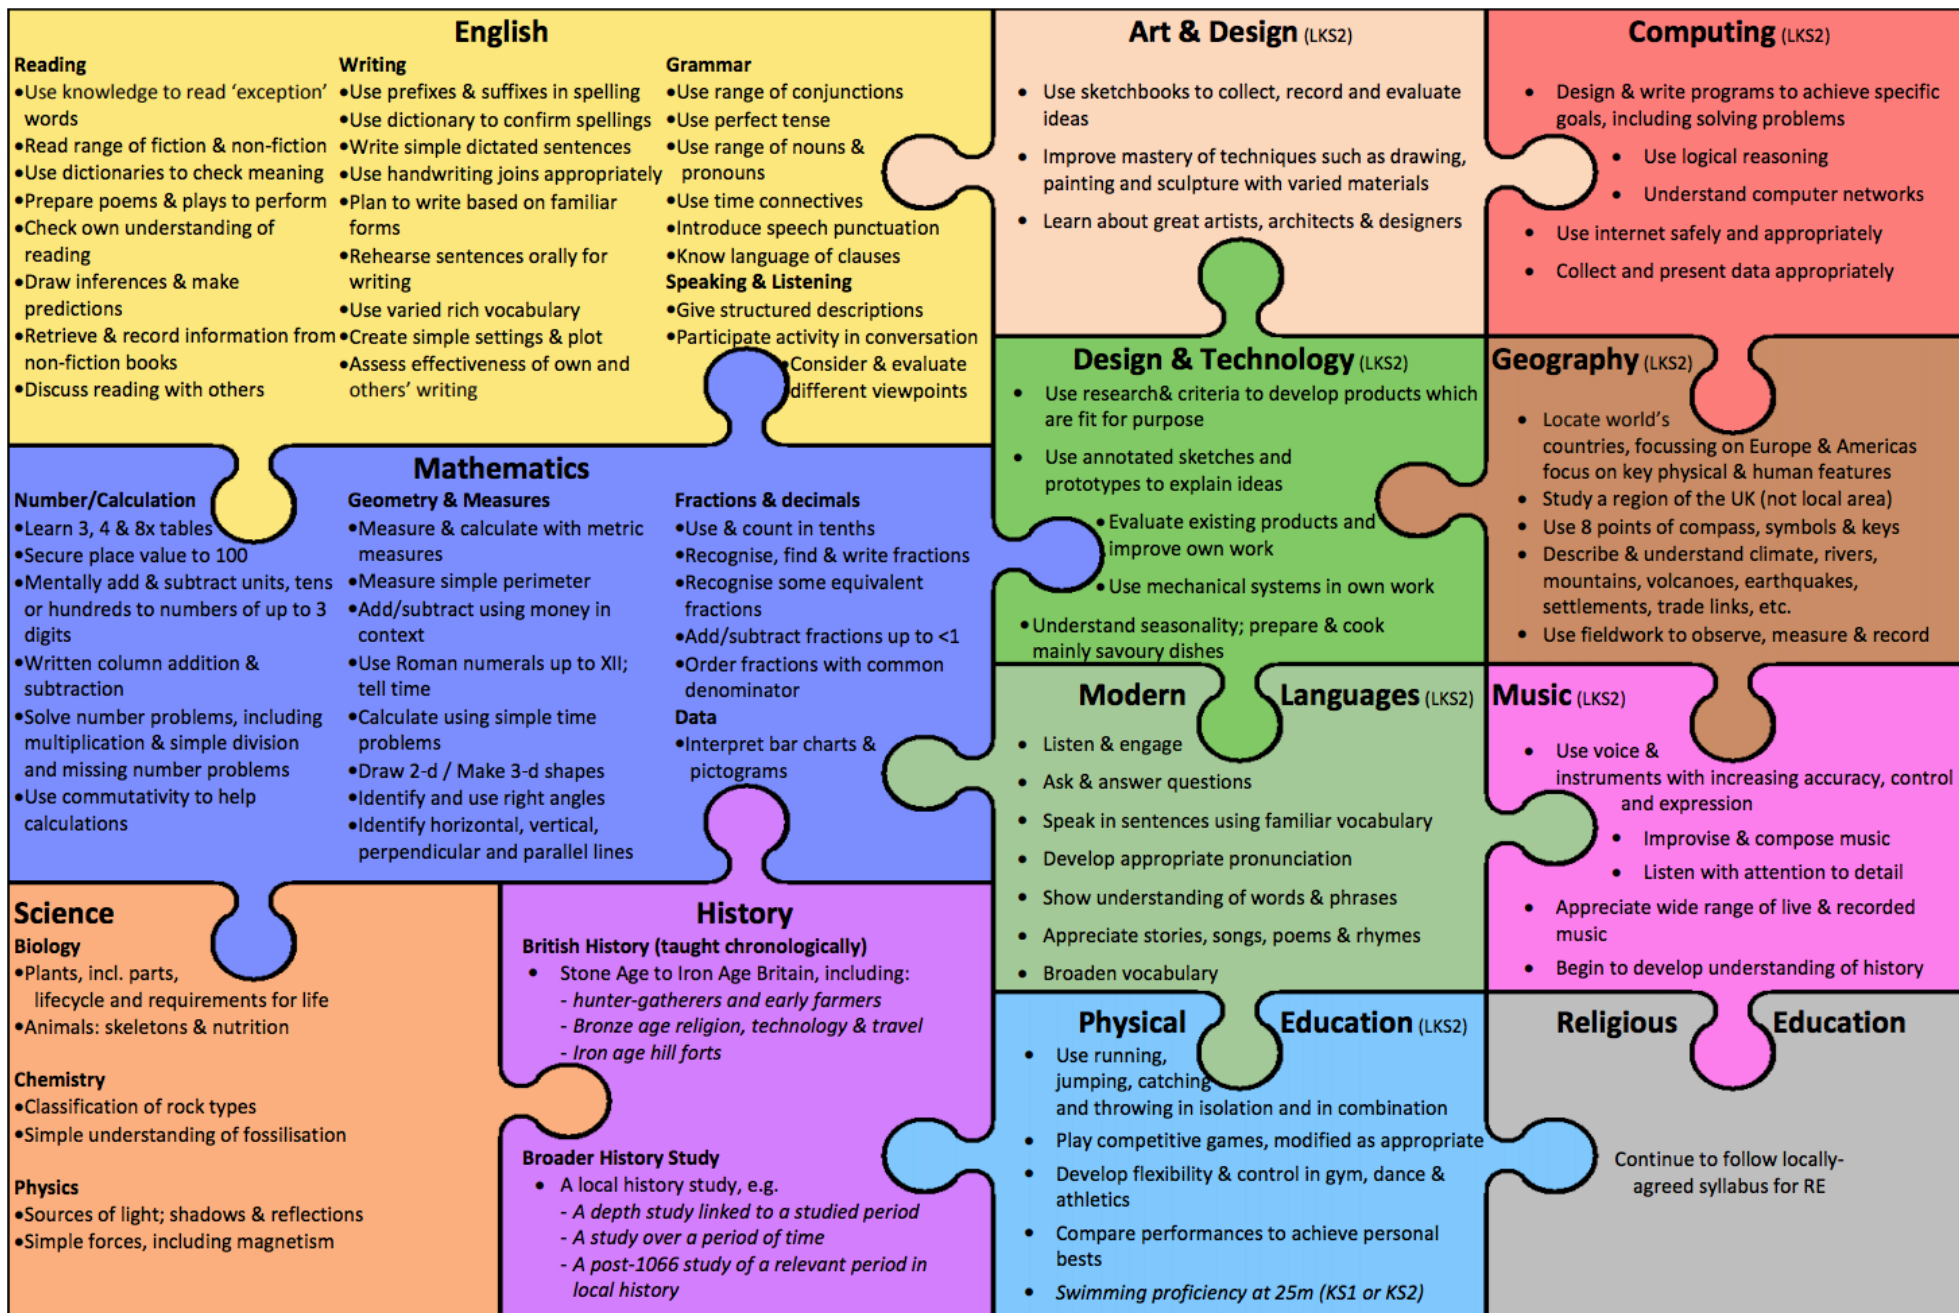 English
Reading
•Use knowledge to read ‘exception’
words
•Read range of fiction & non-fiction
•Use dictionaries to check meaning
•Prepare poems & plays to perform
•Check own understanding of
reading
•Draw inferences & make
predictions
•Retrieve & record information from
non-fiction books
•Discuss reading with others
Writing
•Use prefixes & suffixes in spelling
•Use dictionary to confirm spellings
•Write simple dictated sentences
•Use handwriting joins appropriately
•Plan to write based on familiar
forms
•Rehearse sentences orally for
writing
•Use varied rich vocabulary
•Create simple settings & plot
•Assess effectiveness of own and
others’ writing
Grammar
•Use range of conjunctions
•Use perfect tense
•Use range of nouns &
pronouns
•Use time connectives
•Introduce speech punctuation
•Know language of clauses
Speaking & Listening
•Give structured descriptions
•Participate activity in conversation
•Consider & evaluate
different viewpoints
Art & Design (LKS2)
• Use sketchbooks to collect, record and evaluate
ideas
• Improve mastery of techniques such as drawing,
painting and sculpture with varied materials
• Learn about great artists, architects & designers
Computing (LKS2)
• Design & write programs to achieve specific
goals, including solving problems
• Use logical reasoning
• Understand computer networks
• Use internet safely and appropriately
• Collect and present data appropriately
Mathematics
Number/Calculation
•Learn 3, 4 & 8x tables
•Secure place value to 100
•Mentally add & subtract units, tens
or hundreds to numbers of up to 3
digits
•Written column addition &
subtraction
•Solve number problems, including
multiplication & simple division
and missing number problems
•Use commutativity to help
calculations
Geometry & Measures
•Measure & calculate with metric
measures
•Measure simple perimeter
•Add/subtract using money in
context
•Use Roman numerals up to XII;
tell time
•Calculate using simple time
problems
•Draw 2-d / Make 3-d shapes
•Identify and use right angles
•Identify horizontal, vertical,
perpendicular and parallel lines
Fractions & decimals
•Use & count in tenths
•Recognise, find & write fractions
•Recognise some equivalent
fractions
•Add/subtract fractions up to <1
•Order fractions with common
denominator
Data
•Interpret bar charts &
pictograms
Design & Technology (LKS2)
• Use research& criteria to develop products which
are fit for purpose
• Use annotated sketches and
prototypes to explain ideas
•Evaluate existing products and
improve own work
•Use mechanical systems in own work
•Understand seasonality; prepare & cook
mainly savoury dishes
Geography (LKS2)
• Locate world’s
countries, focussing on Europe & Americas
focus on key physical & human features
• Study a region of the UK (not local area)
• Use 8 points of compass, symbols & keys
• Describe & understand climate, rivers,
mountains, volcanoes, earthquakes,
settlements, trade links, etc.
• Use fieldwork to observe, measure & record
Modern Languages (LKS2)
• Listen & engage
• Ask & answer questions
• Speak in sentences using familiar vocabulary
• Develop appropriate pronunciation
• Show understanding of words & phrases
• Appreciate stories, songs, poems & rhymes
• Broaden vocabulary
Music (LKS2)
• Use voice &
instruments with increasing accuracy, control
and expression
• Improvise & compose music
• Listen with attention to detail
• Appreciate wide range of live & recorded
music
• Begin to develop understanding of history
Science
Biology
•Plants, incl. parts,
lifecycle and requirements for life
•Animals: skeletons & nutrition
Chemistry
•Classification of rock types
•Simple understanding of fossilisation
Physics
•Sources of light; shadows & reflections
•Simple forces, including magnetism
History
British History (taught chronologically)
• Stone Age to Iron Age Britain, including:
- hunter-gatherers and early farmers
- Bronze age religion, technology & travel
- Iron age hill forts
Broader History Study
• A local history study, e.g.
- A depth study linked to a studied period
- A study over a period of time
- A post-1066 study of a relevant period in
local history
Physical Education (LKS2)
• Use running,
jumping, catching
and throwing in isolation and in combination
• Play competitive games, modified as appropriate
• Develop flexibility & control in gym, dance &
athletics
• Compare performances to achieve personal
bests
• Swimming proficiency at 25m (KS1 or KS2)
Religious Education
Continue to follow locally-
agreed syllabus for RE